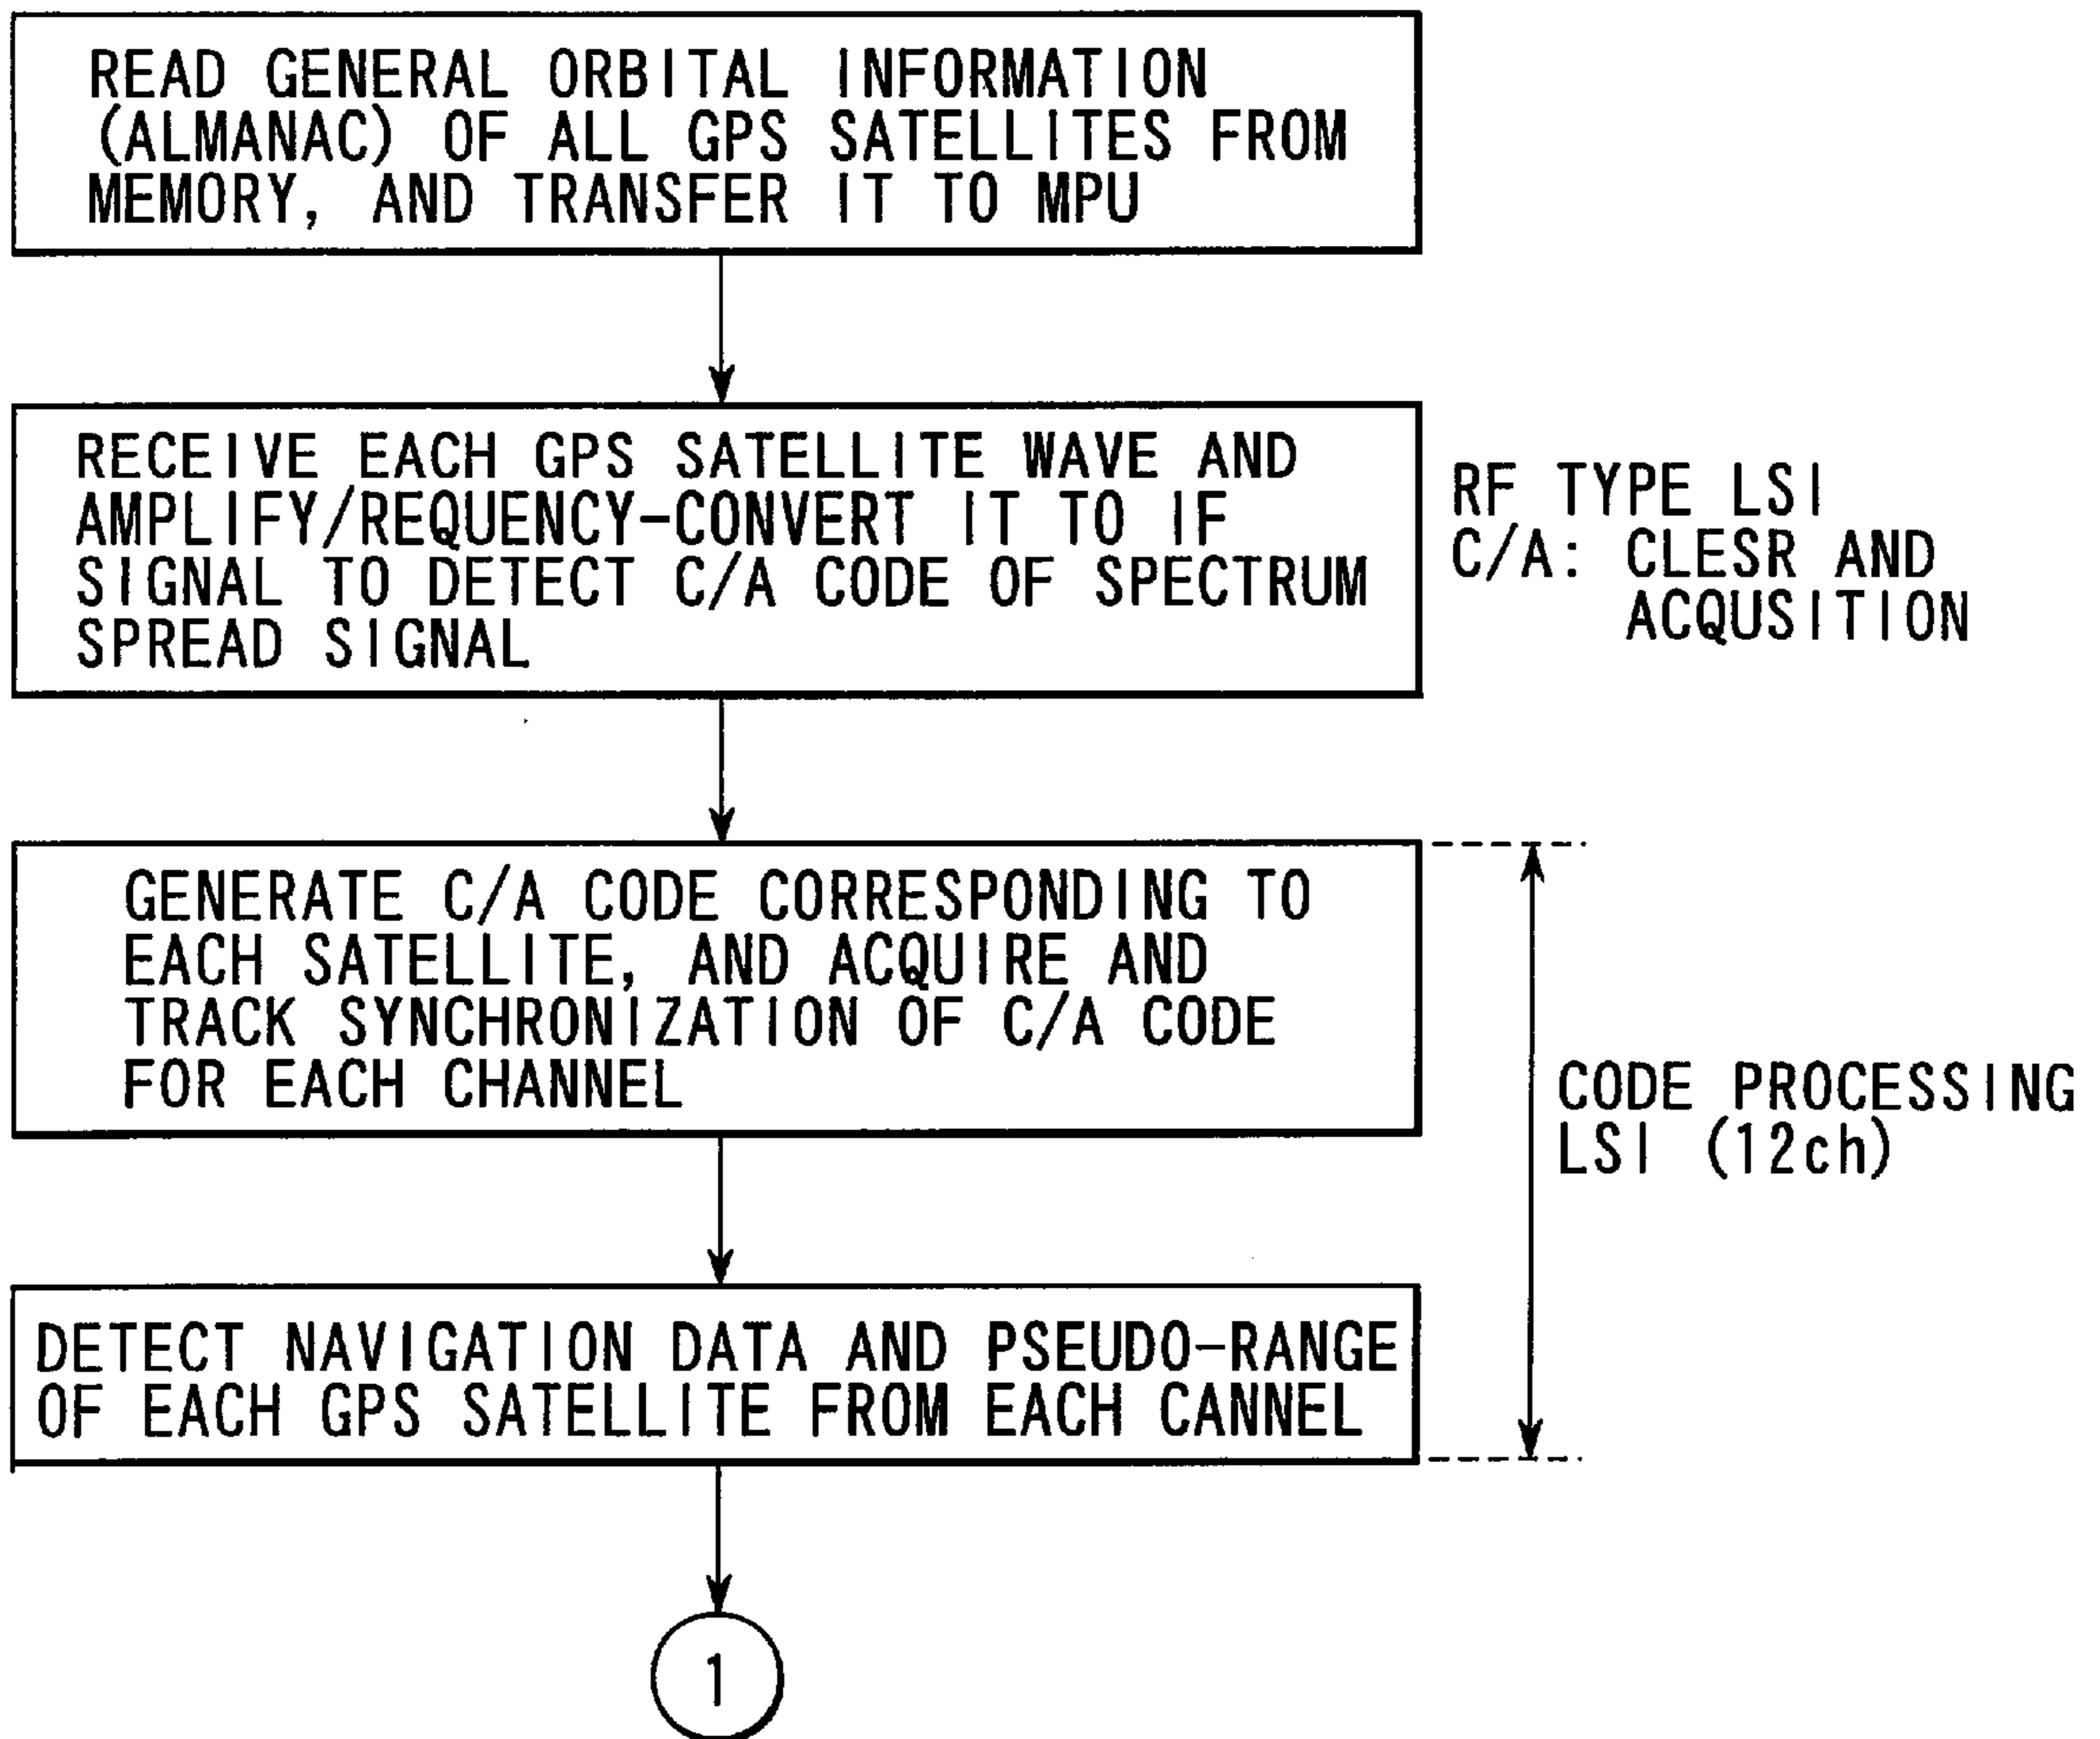 READ GENERAL ORBITAL INFORMATION
(ALMANAC) OF ALL GPS SATELLITES FROM
MEMORY, AND TRANSFER IT TO MPU
RECEIVE EACH GPS SATELLITE WAVE AND
AMPLIFY/REQUENCY-CONVERT IT TO IF
SIGNAL TO DETECT C/A CODE OF SPECTRUM
SPREAD SIGNAL
RF TYPE LSI
C/A: CLESR AND
ACQUSITION
GENERATE C/A CODE CORRESPONDING TO
EACH SATELLITE, AND ACQUIRE AND
TRACK SYNCHRONIZATION OF C/A CODE
FOR EACH CHANNEL
CODE PROCESSING
LSI (12ch)
DETECT NAVIGATION DATA AND PSEUDO-RANGE
OF EACH GPS SATELLITE FROM EACH CANNEL
1